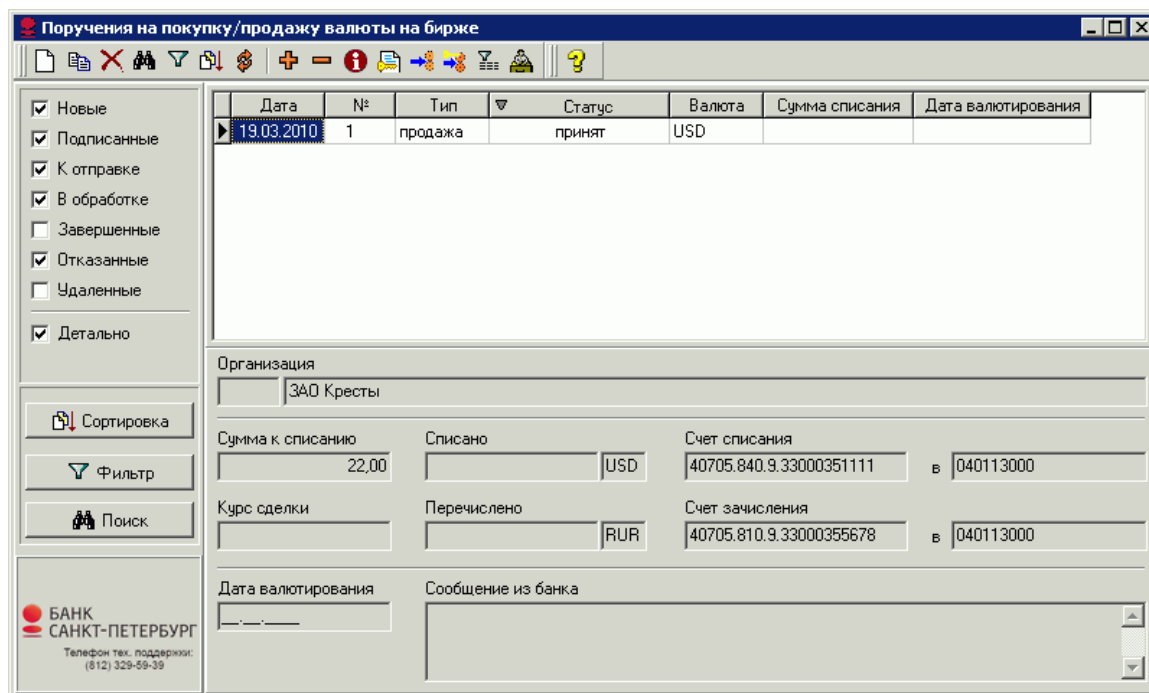 Поручения на покупку/продажу валюты на бирже
Новые
Подписанные
К отправке
В обработке
Завершенные
Отказанные
Удаленные
Детально
Сортировка
Фильтр
Поиск
БАНК
САНКТ-ПЕТЕРБУРГ
Телефон тех. поддержки:
(812) 329-59-39
Дата № Тип Статус Валюта Сумма списания Дата валютирования
19.03.2010 1 продажа принят USD
Организация
ЗАО Кресты
Сумма к списанию Списано Счет списания
22,00 USD 40705.840.9.33000351111 в 040113000
Курс сделки Перечислено Счет зачисления
RUR 40705.810.9.33000355678 в 040113000
Дата валютирования Сообщение из банка
__.__.____